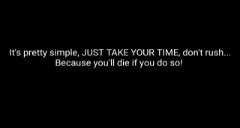 It's pretty simple, JUST TAKE YOUR TIME, don't rush...
Because you'll die if you do so!